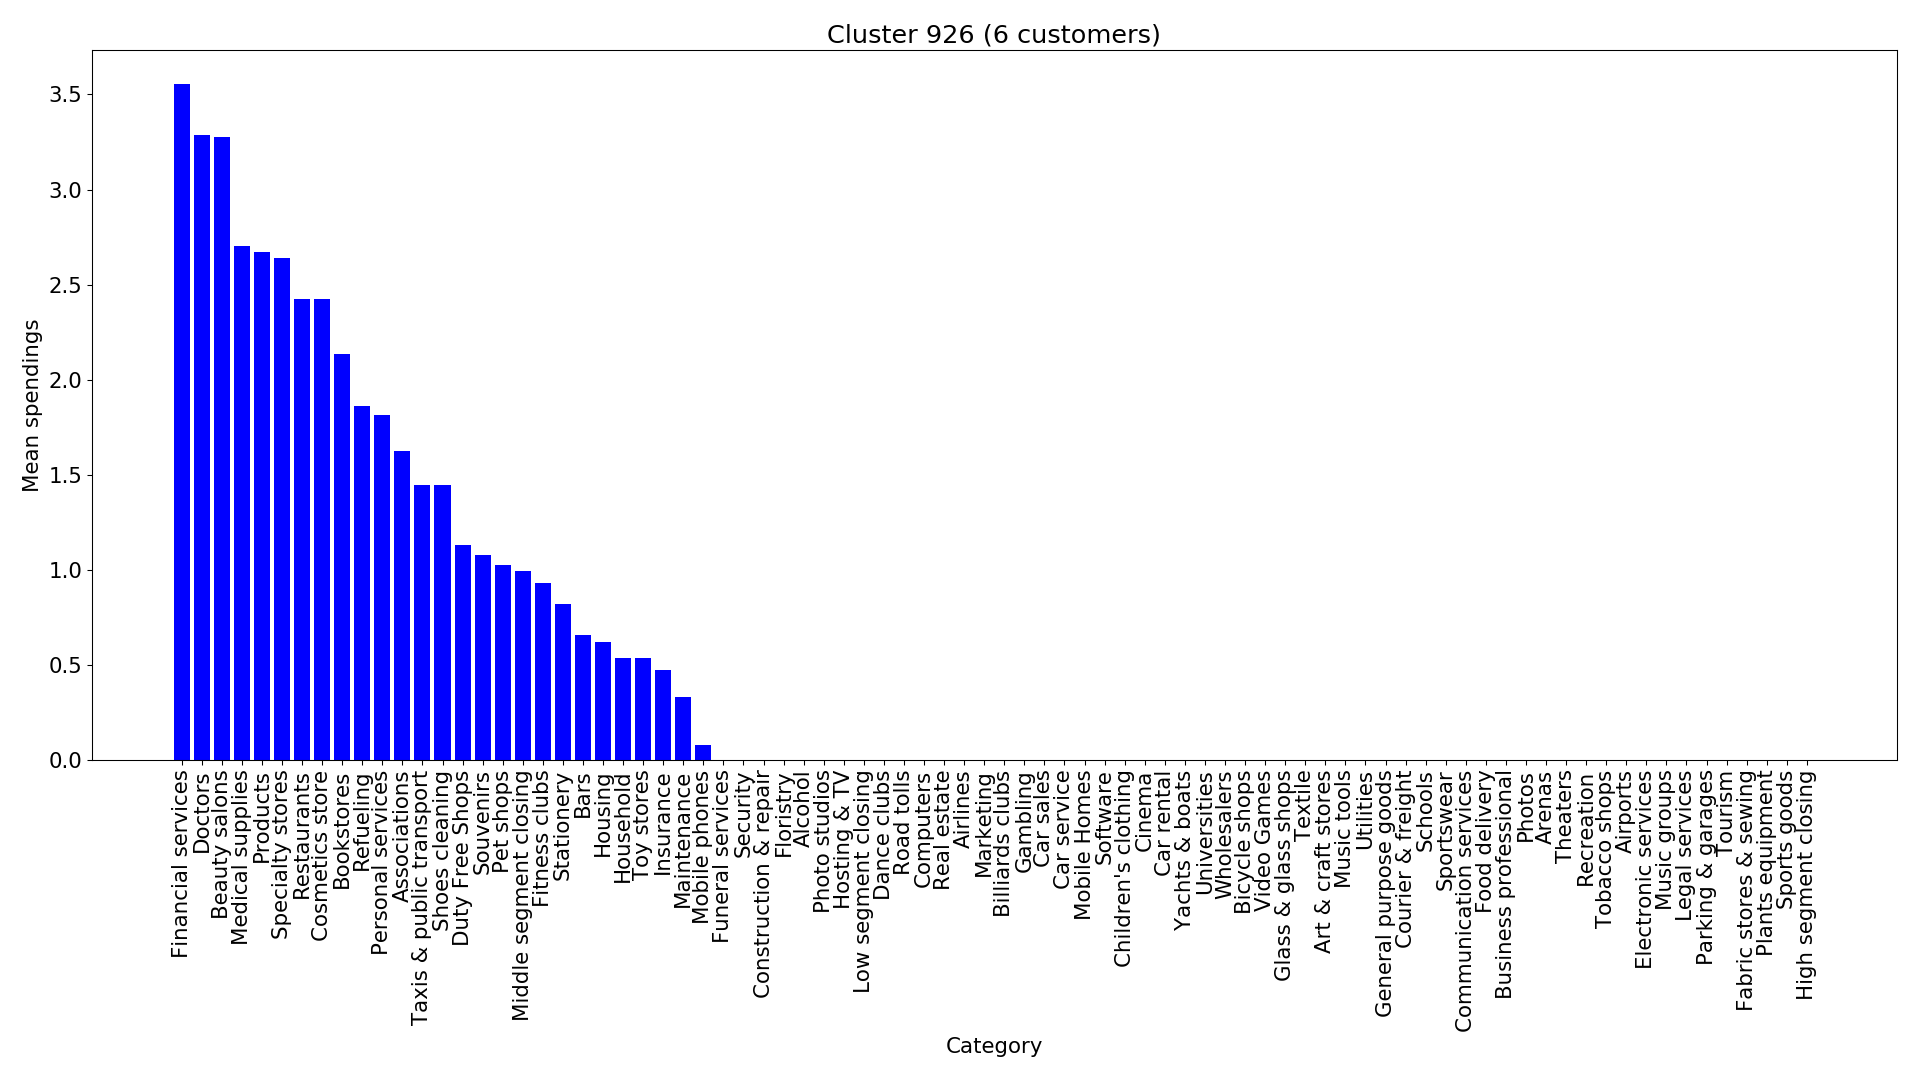 Cluster 926 (6 customers)
Mean spendings
3.5
3.0
2.5
2.0
1.5
1.0
0.5
0.0
Financial services
Doctors
Beauty salons
Medical supplies
Products
Specialty stores
Restaurants
Cosmetics store
Bookstores
Refueling
Personal services
Associations
Taxis & public transport
Shoes cleaning
Duty Free Shops
Souvenirs
Pet shops
Middle segment closing
Fitness clubs
Stationery
Bars
Housing
Household
Toy stores
Insurance
Maintenance
Mobile phones
Funeral services
Security
Construction & repair
Floristry
Alcohol
Photo studios
Hosting & TV
Low segment closing
Dance clubs
Road tolls
Computers
Real estate
Airlines
Marketing
Billiards clubs
Gambling
Car sales
Car service
Mobile Homes
Software
Children's clothing
Cinema
Car rental
Yachts & boats
Universities
Wholesalers
Bicycle shops
Video Games
Glass & glass shops
Textile
Art & craft stores
Music tools
Utilities
General purpose goods
Courier & freight
Schools
Sportswear
Communication services
Food delivery
Business professional
Photos
Arenas
Theaters
Recreation
Tobacco shops
Airports
Electronic services
Music groups
Legal services
Parking & garages
Tourism
Fabric stores & sewing
Plants equipment
Sports goods
High segment closing
Category